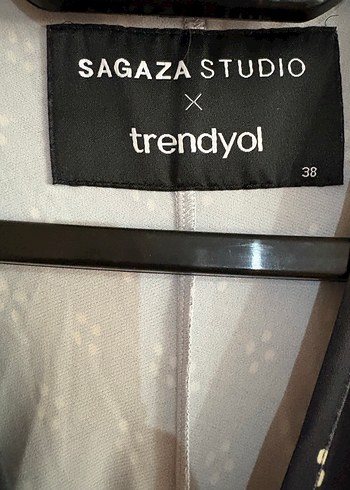 SAGAZA STUDIO
X
trendyol
38